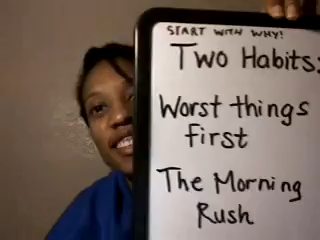 START WITH WHY!
Two Habits:
Worst things
first
The Morning
Rush